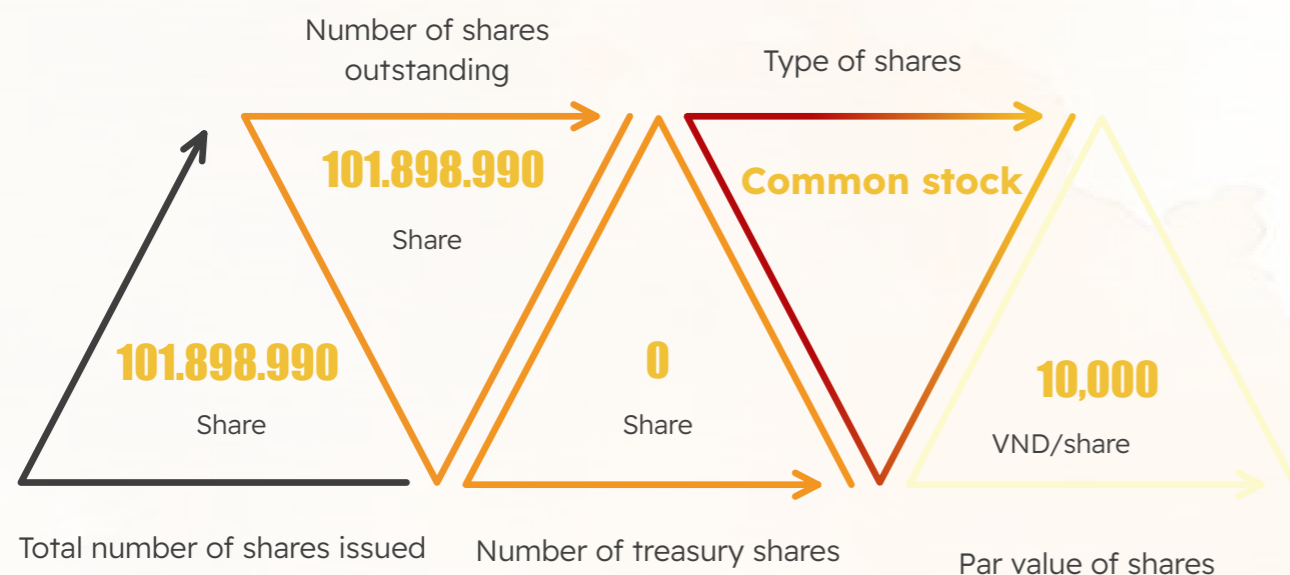 Number of shares
outstanding
Type of shares
101.898.990
Share
Common stock
101.898.990
Share
0
Share
10,000
VND/share
Total number of shares issued
Number of treasury shares
Par value of shares